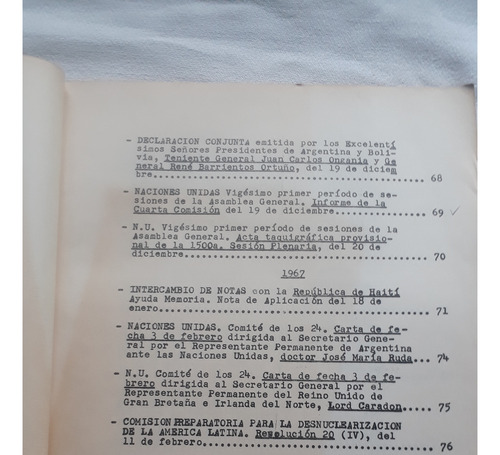 - DECLARACION CONJUNTA emitida por los Excelentí
simos Señores Presidentes de Argentina y Boli-
via, Teniente General Juan Carlos Onganía y Ge
neral René Barrientos Ortuño, del 19 de diciem
bre................................................ 68
- NACIONES UNIDAS Vigésimo primer período de se-
siones de la Asamblea General. Informe de la
Cuarta Comisión del 19 de diciembre................ 69
- N.U. Vigésimo primer período de sesiones de la
Asamblea General. Acta taquigráfica provisio-
nal de la 1500a. Sesión Plenaria, del 20 de
diciembre.......................................... 70
1967
- INTERCAMBIO DE NOTAS con la República de Haití
Ayuda Memoria. Nota de Aplicación del 18 de
enero.............................................. 71
- NACIONES UNIDAS. Comité de los 24. Carta de fe-
cha 3 de febrero dirigida al Secretario Gene-
ral por el Representante Permanente de Argentina
ante las Naciones Unidas, doctor José María Ruda.. 74
- N.U. Comité de los 24. Carta de fecha 3 de fe-
brero dirigida al Secretario General por el
Representante Permanente del Reino Unido de
Gran Bretaña e Irlanda del Norte, Lord Caradon.... 75
- COMISION PREPARATORIA PARA LA DESNUCLEARIZACION
DE LA AMERICA LATINA. Resolución 20 (IV), del
11 de febrero...................................... 76